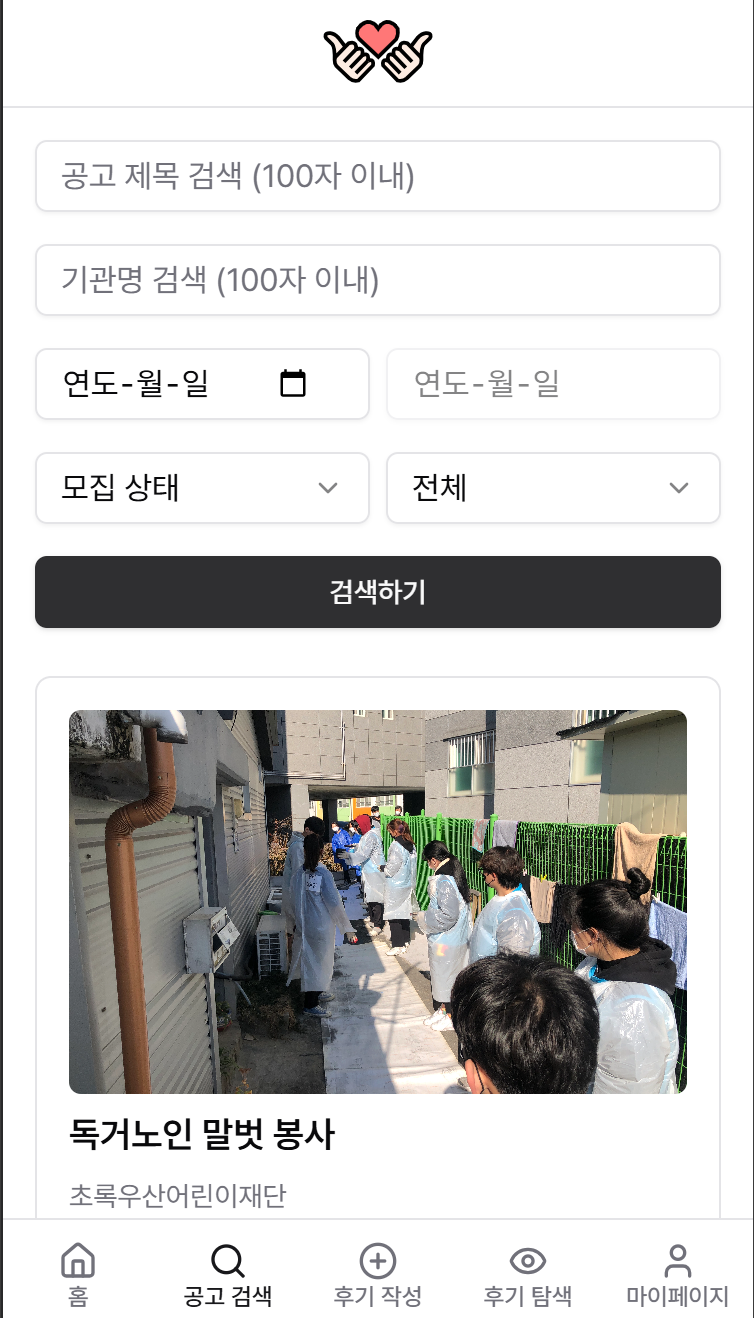 공고 제목 검색 (100자 이내)
기관명 검색 (100자 이내)
연도-월-일 연도-월-일
모집 상태 전체
검색하기
독거노인 말벗 봉사
초록우산어린이재단
홈 공고 검색 후기 작성 후기 탐색 마이페이지